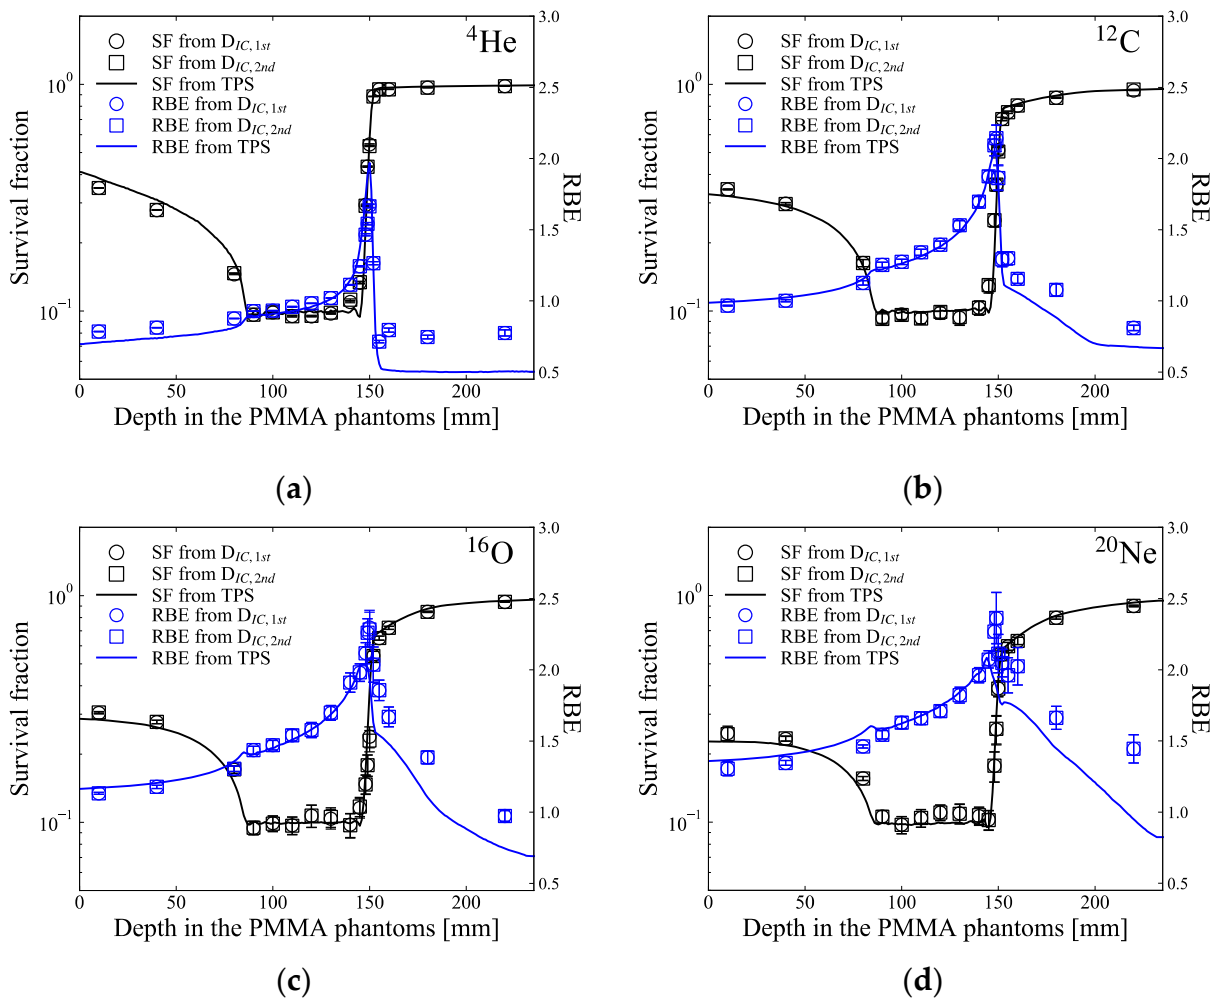 ⁴He
SF from D_IC,1st
SF from D_IC,2nd
SF from TPS
RBE from D_IC,1st
RBE from D_IC,2nd
RBE from TPS
Survival fraction
10⁰
10⁻¹
RBE
3.0
2.5
2.0
1.5
1.0
0.5
0 50 100 150 200
Depth in the PMMA phantoms [mm]
(a)
¹²C
SF from D_IC,1st
SF from D_IC,2nd
SF from TPS
RBE from D_IC,1st
RBE from D_IC,2nd
RBE from TPS
Survival fraction
10⁰
10⁻¹
RBE
3.0
2.5
2.0
1.5
1.0
0.5
0 50 100 150 200
Depth in the PMMA phantoms [mm]
(b)
¹⁶O
SF from D_IC,1st
SF from D_IC,2nd
SF from TPS
RBE from D_IC,1st
RBE from D_IC,2nd
RBE from TPS
Survival fraction
10⁰
10⁻¹
RBE
3.0
2.5
2.0
1.5
1.0
0.5
0 50 100 150 200
Depth in the PMMA phantoms [mm]
(c)
²⁰Ne
SF from D_IC,1st
SF from D_IC,2nd
SF from TPS
RBE from D_IC,1st
RBE from D_IC,2nd
RBE from TPS
Survival fraction
10⁰
10⁻¹
RBE
3.0
2.5
2.0
1.5
1.0
0.5
0 50 100 150 200
Depth in the PMMA phantoms [mm]
(d)